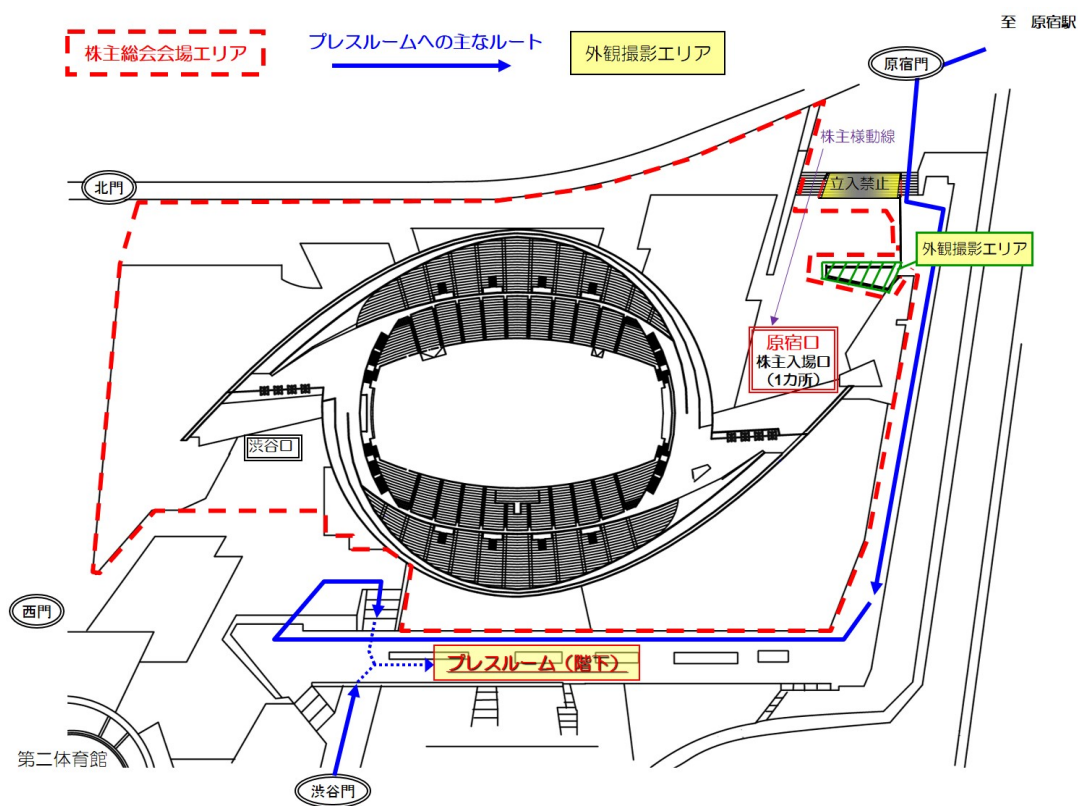 至 原宿駅
株主総会会場エリア
プレスルームへの主なルート
外観撮影エリア
原宿門
株主様動線
北門
立入禁止
外観撮影エリア
原宿口
株主入場口
(1カ所)
渋谷口
西門
プレスルーム（階下）
第二体育館
渋谷門